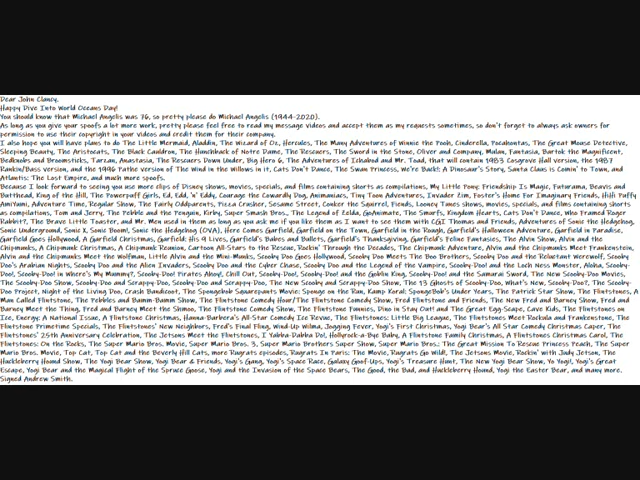 Dear John Clancy,
Happy Dive Into World Oceans Day!
You should know that Michael Angelis was 76, so pretty please do Michael Angelis (1944-2020).
As long as you give your spoofs a lot more work, pretty please feel free to read my message videos and accept them as my requests sometimes, so don't forget to always ask owners for
permission to use their copyright in your videos and credit them for their company.
I also hope you will have plans to do The Little Mermaid, Aladdin, The Wizard of Oz, Hercules, The Many Adventures of Winnie the Pooh, Cinderella, Pocahontas, The Great Mouse Detective,
Sleeping Beauty, The Aristocats, The Black Cauldron, The Hunchback of Notre Dame, The Rescuers, The Sword in the Stone, Oliver and Company, Mulan, Fantasia, Bartok the Magnificent,
Bedknobs and Broomsticks, Tarzan, Anastasia, The Rescuers Down Under, Big Hero 6, The Adventures of Ichabod and Mr. Toad, that will contain 1983 Cosgrove Hall version, the 1987
Rankin/Bass version, and the 1996 Pathe version of The Wind in the Willows in it, Cats Don't Dance, The Swan Princess, We're Back!: A Dinosaur's Story, Santa Claus is Comin' to Town, and
Atlantis: The Lost Empire, and much more spoofs.
Because I look forward to seeing you use more clips of Disney shows, movies, specials, and films containing shorts as compilations, My Little Pony: Friendship Is Magic, Futurama, Beavis and
Butthead, King of the Hill, The Powerpuff Girls, Ed, Edd, 'n' Eddy, Courage the Cowardly Dog, Animaniacs, Tiny Toon Adventures, Invader Zim, Foster's Home For Imaginary Friends, Hi Hi Puffy
AmiYumi, Adventure Time, Regular Show, The Fairly Oddparents, Pizza Crasher, Sesame Street, Conker the Squirrel, Fiends, Looney Tunes shows, movies, specials, and films containing shorts
as compilations, Tom and Jerry, The Pebble and the Penguin, Kirby, Super Smash Bros., The Legend of Zelda, GoAnimate, The Smurfs, Kingdom Hearts, Cats Don't Dance, Who Framed Roger
Rabbit?, The Brave Little Toaster, and Mr. Men used in them as long as you ask me if you like them as I want to see them with CGI Thomas and Friends, Adventures of Sonic the Hedgehog,
Sonic Underground, Sonic X, Sonic Boom!, Sonic the Hedgehog (OVA), Here Comes Garfield, Garfield on the Town, Garfield in the Rough, Garfield's Halloween Adventure, Garfield in Paradise,
Garfield Goes Hollywood, A Garfield Christmas, Garfield: His 9 Lives, Garfield's Babes and Bullets, Garfield's Thanksgiving, Garfield's Feline Fantasies, The Alvin Show, Alvin and the
Chipmunks, A Chipmunk Christmas, A Chipmunk Reunion, Cartoon All-Stars to the Rescue, Rockin' Through the Decades, The Chipmunk Adventure, Alvin and the Chipmunks Meet Frankenstein,
Alvin and the Chipmunks Meet the Wolfman, Little Alvin and the Mini-Munks, Scooby Doo Goes Hollywood, Scooby Doo Meets The Boo Brothers, Scooby Doo and the Reluctant Werewolf, Scooby
Doo's Arabian Nights, Scooby Doo and the Alien Invaders, Scooby Doo and the Cyber Chase, Scooby Doo and the Legend of the Vampire, Scooby-Doo! and the Loch Ness Monster, Aloha, Scooby-
Doo!, Scooby-Doo! in Where's My Mummy?, Scooby-Doo! Pirates Ahoy!, Chill Out, Scooby-Doo!, Scooby-Doo! and the Goblin King, Scooby-Doo! and the Samurai Sword, The New Scooby-Doo Movies,
The Scooby-Doo Show, Scooby-Doo and Scrappy-Doo, Scooby-Doo and Scrappy-Doo, The New Scooby and Scrappy-Doo Show, The 13 Ghosts of Scooby-Doo, What's New, Scooby-Doo?, The Scooby-
Doo Project, Night of the Living Doo, Crash Bandicoot, The Spongebob Squarepants Movie: Sponge on the Run, Kamp Koral: SpongeBob's Under Years, The Patrick Star Show, The Flintstones, A
Man Called Flintstone, The Pebbles and Bamm-Bamm Show, The Flintstone Comedy Hour/The Flintstone Comedy Show, Fred Flintstone and Friends, The New Fred and Barney Show, Fred and
Barney Meet the Thing, Fred and Barney Meet the Shmoo, The Flintstone Comedy Show, The Flintstone Funnies, Dino in Stay Out! and The Great Egg-Scape, Cave Kids, The Flintstones on
Ice, Energy: A National Issue, A Flintstone Christmas, Hanna-Barbera's All-Star Comedy Ice Revue, The Flintstones: Little Big League, The Flintstones Meet Rockula and Frankenstone, The
Flintstone Primetime Specials, The Flintstones' New Neighbors, Fred's Final Fling, Wind-Up Wilma, Jogging Fever, Yogi's First Christmas, Yogi Bear's All Star Comedy Christmas Caper, The
Flintstones' 25th Anniversary Celebration, The Jetsons Meet the Flintstones, I Yabba-Dabba Do!, Hollyrock-a-Bye Baby, A Flintstone Family Christmas, A Flintstones Christmas Carol, The
Flintstones: On the Rocks, The Super Mario Bros. Movie, Super Mario Bros. 3, Super Mario Brothers Super Show, Super Mario Bros.: The Great Mission To Rescue Princess Peach, The Super
Mario Bros. Movie, Top Cat, Top Cat and the Beverly Hill Cats, more Rugrats episodes, Rugrats In Paris: The Movie, Rugrats Go Wild!, The Jetsons Movie, Rockin' with Judy Jetson, The
Huckleberry Hound Show, The Yogi Bear Show, Yogi Bear & Friends, Yogi's Gang, Yogi's Space Race, Galaxy Goof-Ups, Yogi's Treasure Hunt, The New Yogi Bear Show, Yo Yogi!, Yogi's Great
Escape, Yogi Bear and the Magical Flight of the Spruce Goose, Yogi and the Invasion of the Space Bears, The Good, the Bad, and Huckleberry Hound, Yogi the Easter Bear, and many more.
Signed Andrew Smith.